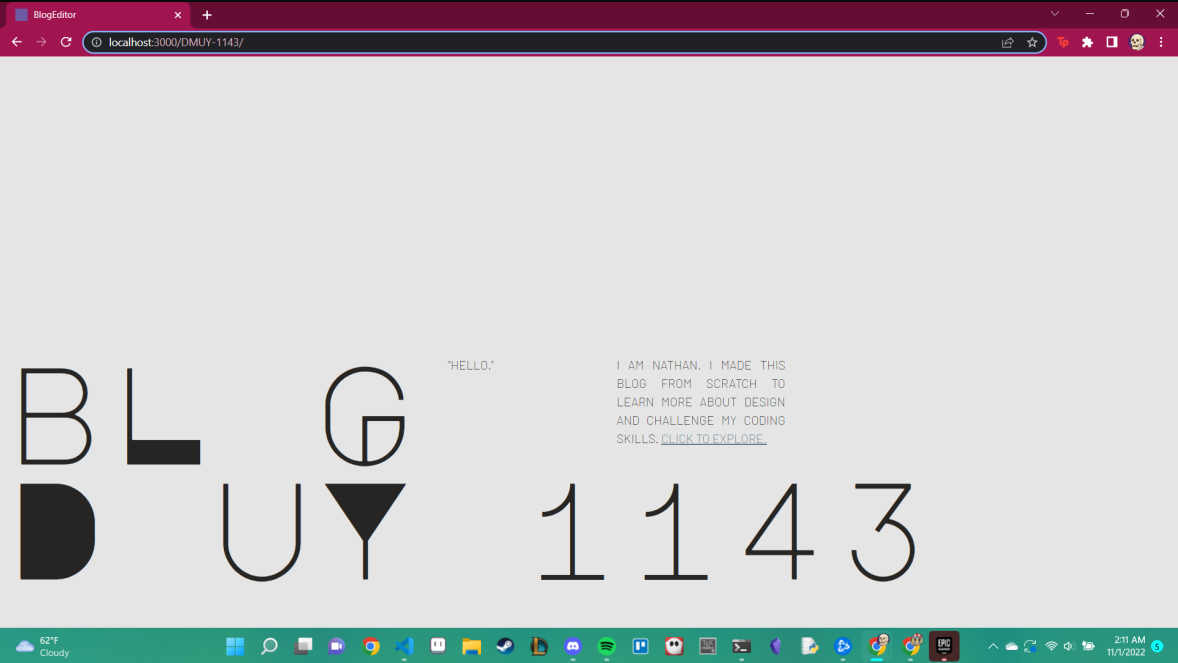 BlogEditor
localhost:3000/DMUY-1143/
Tp
BL G
"HELLO,"
I AM NATHAN, I MADE THIS
BLOG FROM SCRATCH TO
LEARN MORE ABOUT DESIGN
AND CHALLENGE MY CODING
SKILLS. CLICK TO EXPLORE.
D UY 1143
62°F
Cloudy
EPIC
GAMES
2:11 AM
11/1/2022
5